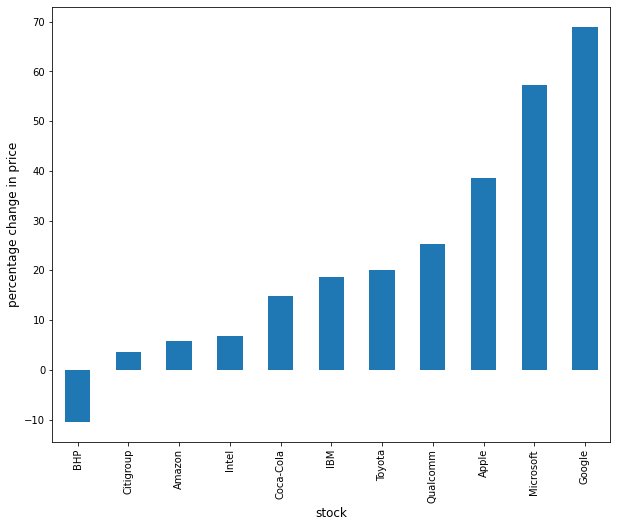 percentage change in price
70
60
50
40
30
20
10
0
−10
BHP
Citigroup
Amazon
Intel
Coca-Cola
IBM
Toyota
Qualcomm
Apple
Microsoft
Google
stock